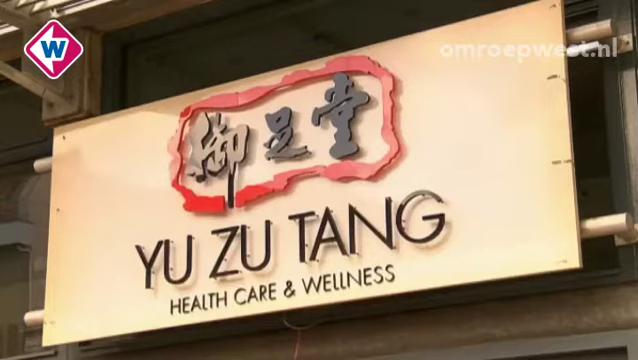 W
omroepwest.nl
御足堂
YU ZU TANG
HEALTH CARE & WELLNESS